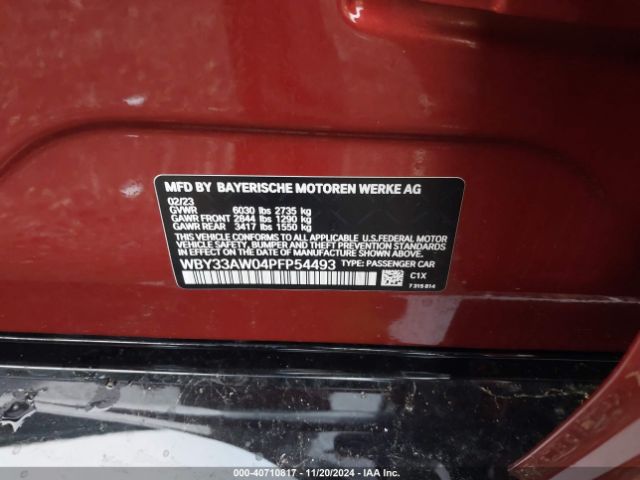 MFD BY BAYERISCHE MOTOREN WERKE AG
02/23
GVWR 6030 lbs 2735 kg
GAWR FRONT 2844 lbs 1290 kg
GAWR REAR 3417 lbs 1550 kg
THIS VEHICLE CONFORMS TO ALL APPLICABLE U.S.FEDERAL MOTOR
VEHICLE SAFETY, BUMPER, AND THEFT PREVENTION STANDARDS
IN EFFECT ON THE DATE OF MANUFACTURE SHOWN ABOVE.
WBY33AW04PFP54493 TYPE: PASSENGER CAR
C1X
7 315 814
000-40710817 - 11/20/2024 - IAA Inc.